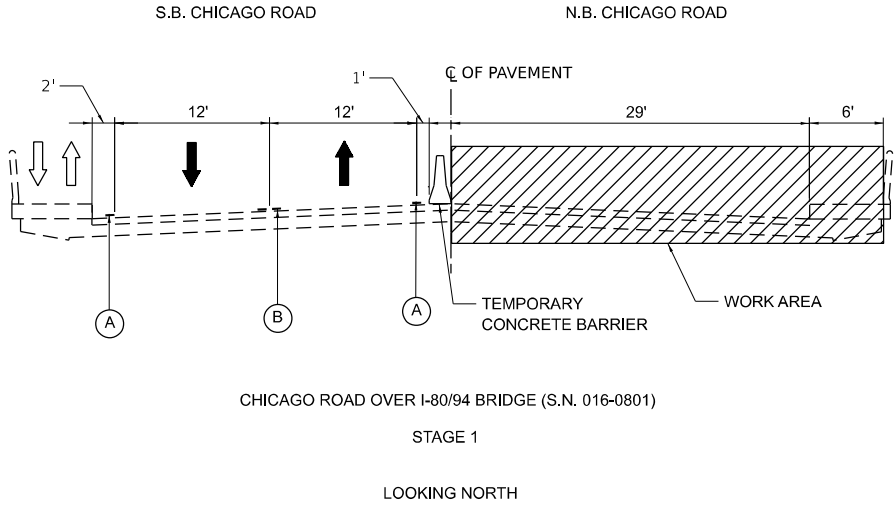 S.B. CHICAGO ROAD
N.B. CHICAGO ROAD
℄ OF PAVEMENT
2'
1'
12'
12'
29'
6'
A
B
A
TEMPORARY
CONCRETE BARRIER
WORK AREA
CHICAGO ROAD OVER I-80/94 BRIDGE (S.N. 016-0801)
STAGE 1
LOOKING NORTH